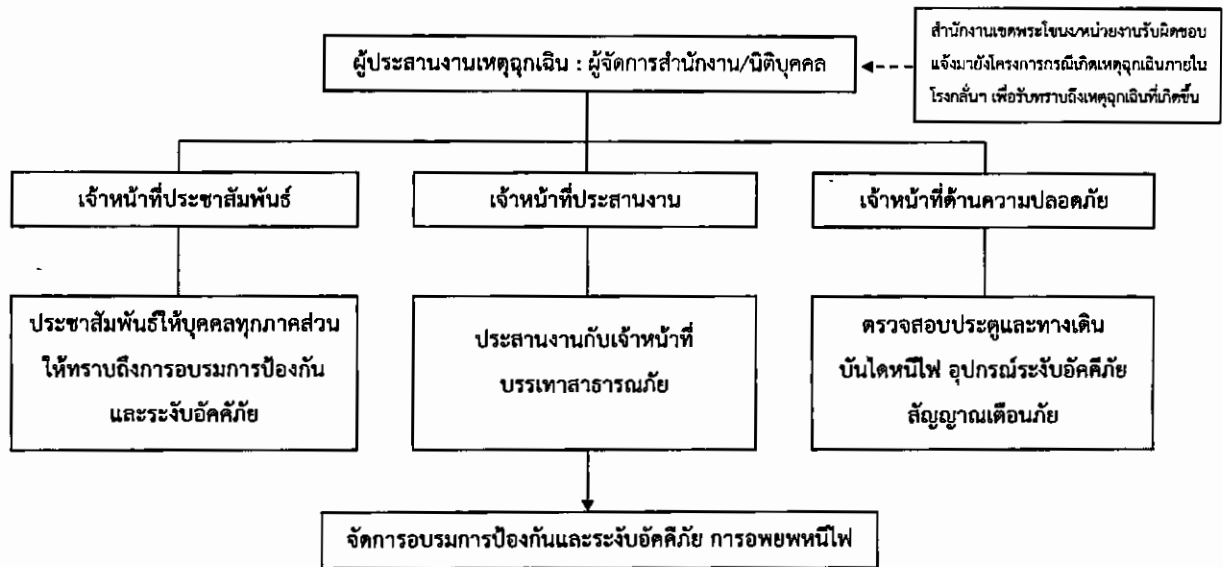 สำนักงานเขตพระโขนง/หน่วยงานรับผิดชอบ
แจ้งมายังโครงการกรณีเกิดเหตุฉุกเฉินภายใน
โรงกลั่นฯ เพื่อรับทราบถึงเหตุฉุกเฉินที่เกิดขึ้น
ผู้ประสานงานเหตุฉุกเฉิน : ผู้จัดการสำนักงาน/นิติบุคคล
เจ้าหน้าที่ประชาสัมพันธ์
เจ้าหน้าที่ประสานงาน
เจ้าหน้าที่ด้านความปลอดภัย
ประชาสัมพันธ์ให้บุคคลทุกภาคส่วน
ให้ทราบถึงการอบรมการป้องกัน
และระงับอัคคีภัย
ประสานงานกับเจ้าหน้าที่
บรรเทาสาธารณภัย
ตรวจสอบประตูและทางเดิน
บันไดหนีไฟ อุปกรณ์ระงับอัคคีภัย
สัญญาณเตือนภัย
จัดการอบรมการป้องกันและระงับอัคคีภัย การอพยพหนีไฟ